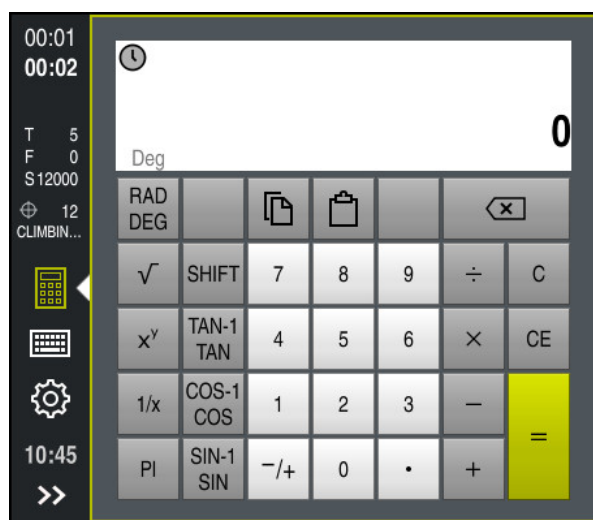 00:01
00:02
T 5
F 0
S12000
12
CLIMBIN...
10:45
>>
0
Deg
RAD
DEG
√ SHIFT 7 8 9 ÷ C
xʸ TAN-1
TAN 4 5 6 × CE
1/x COS-1
COS 1 2 3 −
=
PI SIN-1
SIN −/+ 0 • +